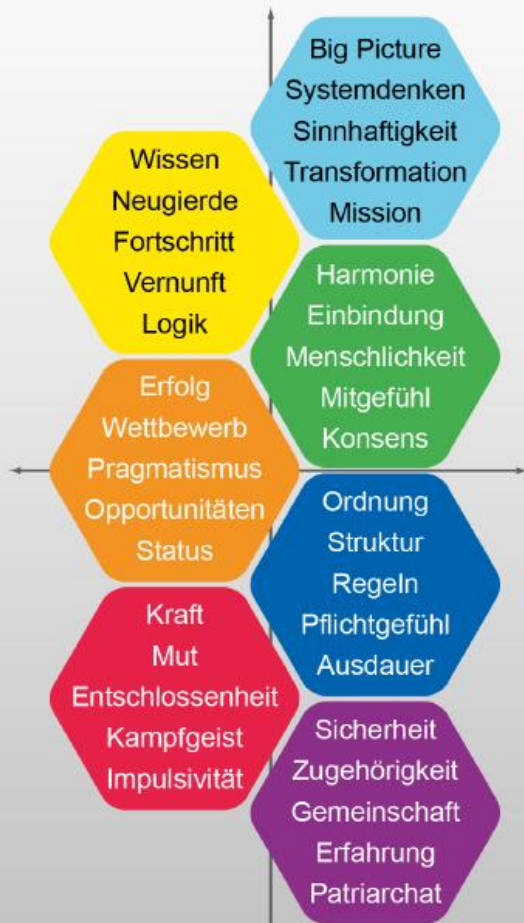 Big Picture
Systemdenken
Sinnhaftigkeit
Transformation
Mission
Wissen
Neugierde
Fortschritt
Vernunft
Logik
Harmonie
Einbindung
Menschlichkeit
Mitgefühl
Konsens
Erfolg
Wettbewerb
Pragmatismus
Opportunitäten
Status
Ordnung
Struktur
Regeln
Pflichtgefühl
Ausdauer
Kraft
Mut
Entschlossenheit
Kampfgeist
Impulsivität
Sicherheit
Zugehörigkeit
Gemeinschaft
Erfahrung
Patriarchat